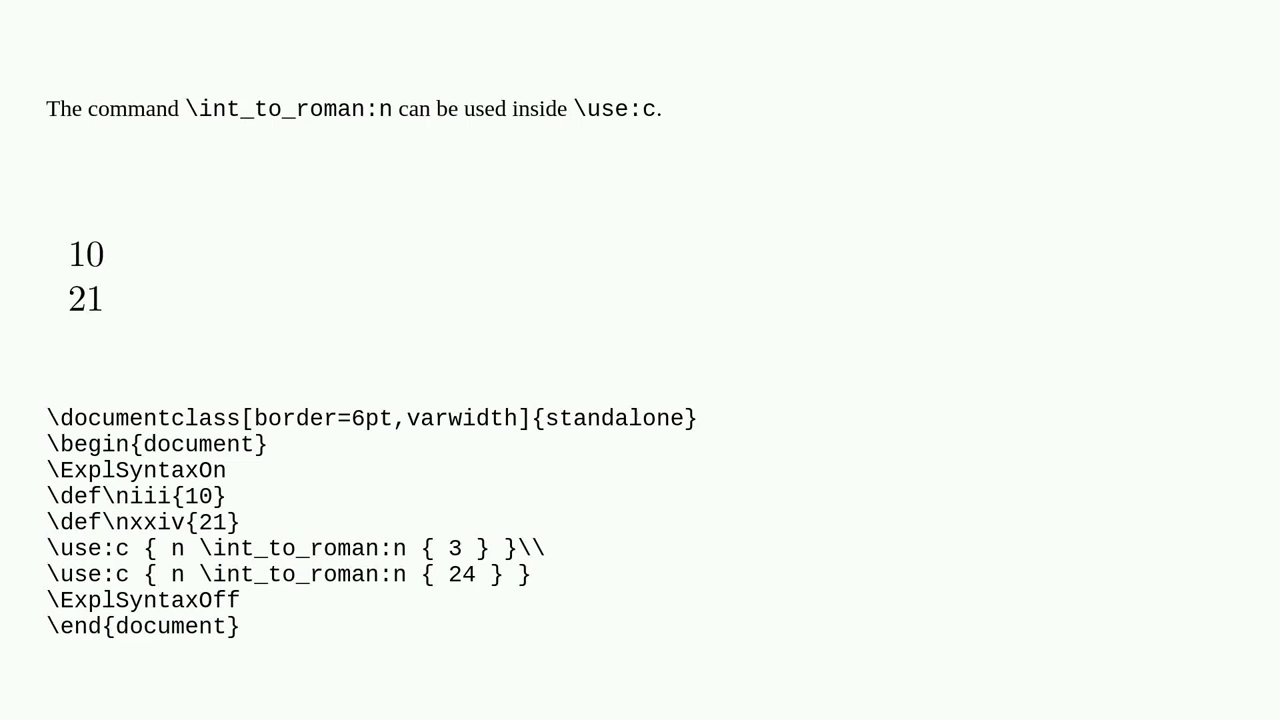 The command \int_to_roman:n can be used inside \use:c.
10
21
\documentclass[border=6pt,varwidth]{standalone}
\begin{document}
\ExplSyntaxOn
\def\niii{10}
\def\nxxiv{21}
\use:c { n \int_to_roman:n { 3 } }\\
\use:c { n \int_to_roman:n { 24 } }
\ExplSyntaxOff
\end{document}